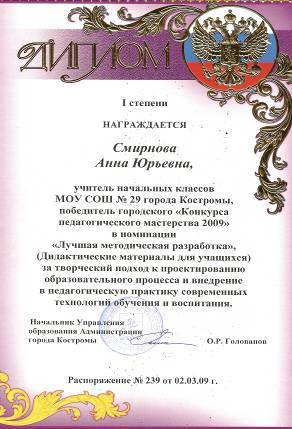 ДИПЛОМ
I степени
НАГРАЖДАЕТСЯ
Смирнова
Анна Юрьевна,
учитель начальных классов
МОУ СОШ № 29 города Костромы,
победитель городского «Конкурса
педагогического мастерства 2009»
в номинации
«Лучшая методическая разработка»,
(Дидактические материалы для учащихся)
за творческий подход к проектированию
образовательного процесса и внедрение
в педагогическую практику современных
технологий обучения и воспитания.
Начальник Управления
образования Администрации
города Костромы
О.Р. Голованов
Распоряжение № 239 от 02.03.09 г.